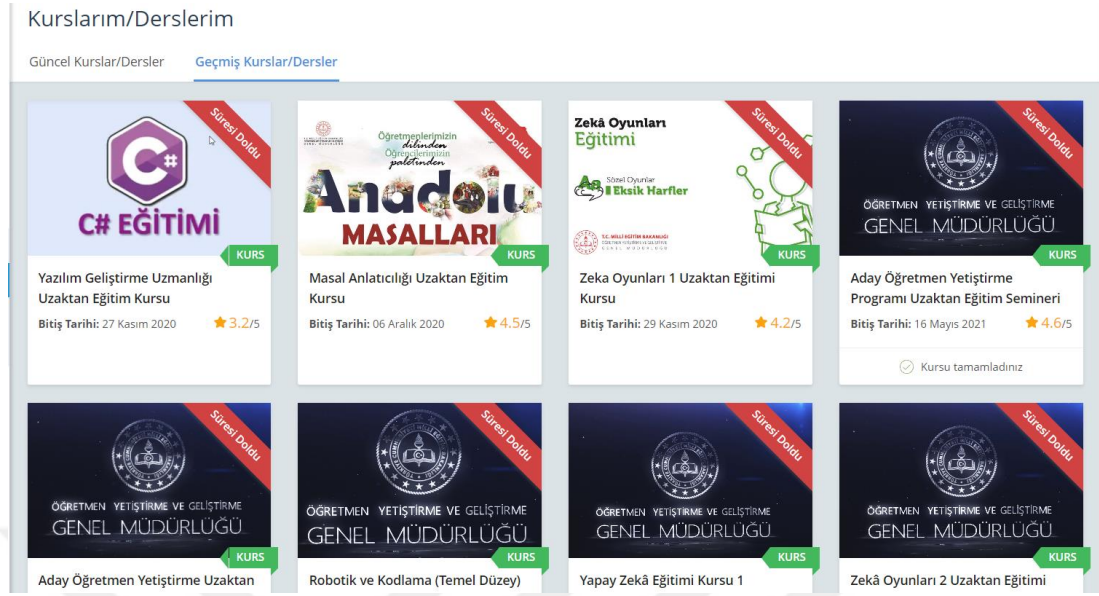 Kurslarım/Derslerim
Güncel Kurslar/Dersler
Geçmiş Kurslar/Dersler
Süresi Doldu
C#
C# EĞİTİMİ
KURS
Yazılım Geliştirme Uzmanlığı
Uzaktan Eğitim Kursu
Bitiş Tarihi: 27 Kasım 2020
3.2/5
Süresi Doldu
Öğretmenlerimizin
dilinden
Öğrencilerimizin
paletinden
Anadolu
MASALLARI
KURS
Masal Anlatıcılığı Uzaktan Eğitim
Kursu
Bitiş Tarihi: 06 Aralık 2020
4.5/5
Süresi Doldu
Zekâ Oyunları
Eğitimi
Sözel Oyunlar
Eksik Harfler
T.C. MİLLÎ EĞİTİM BAKANLIĞI
KURS
Zeka Oyunları 1 Uzaktan Eğitimi
Kursu
Bitiş Tarihi: 29 Kasım 2020
4.2/5
Süresi Doldu
ÖĞRETMEN YETİŞTİRME VE GELİŞTİRME
GENEL MÜDÜRLÜĞÜ
KURS
Aday Öğretmen Yetiştirme
Programı Uzaktan Eğitim Semineri
Bitiş Tarihi: 16 Mayıs 2021
4.6/5
Kursu tamamladınız
Süresi Doldu
ÖĞRETMEN YETİŞTİRME VE GELİŞTİRME
GENEL MÜDÜRLÜĞÜ
KURS
Aday Öğretmen Yetiştirme Uzaktan
Süresi Doldu
ÖĞRETMEN YETİŞTİRME VE GELİŞTİRME
GENEL MÜDÜRLÜĞÜ
KURS
Robotik ve Kodlama (Temel Düzey)
Süresi Doldu
ÖĞRETMEN YETİŞTİRME VE GELİŞTİRME
GENEL MÜDÜRLÜĞÜ
KURS
Yapay Zekâ Eğitimi Kursu 1
Süresi Doldu
ÖĞRETMEN YETİŞTİRME VE GELİŞTİRME
GENEL MÜDÜRLÜĞÜ
KURS
Zekâ Oyunları 2 Uzaktan Eğitimi